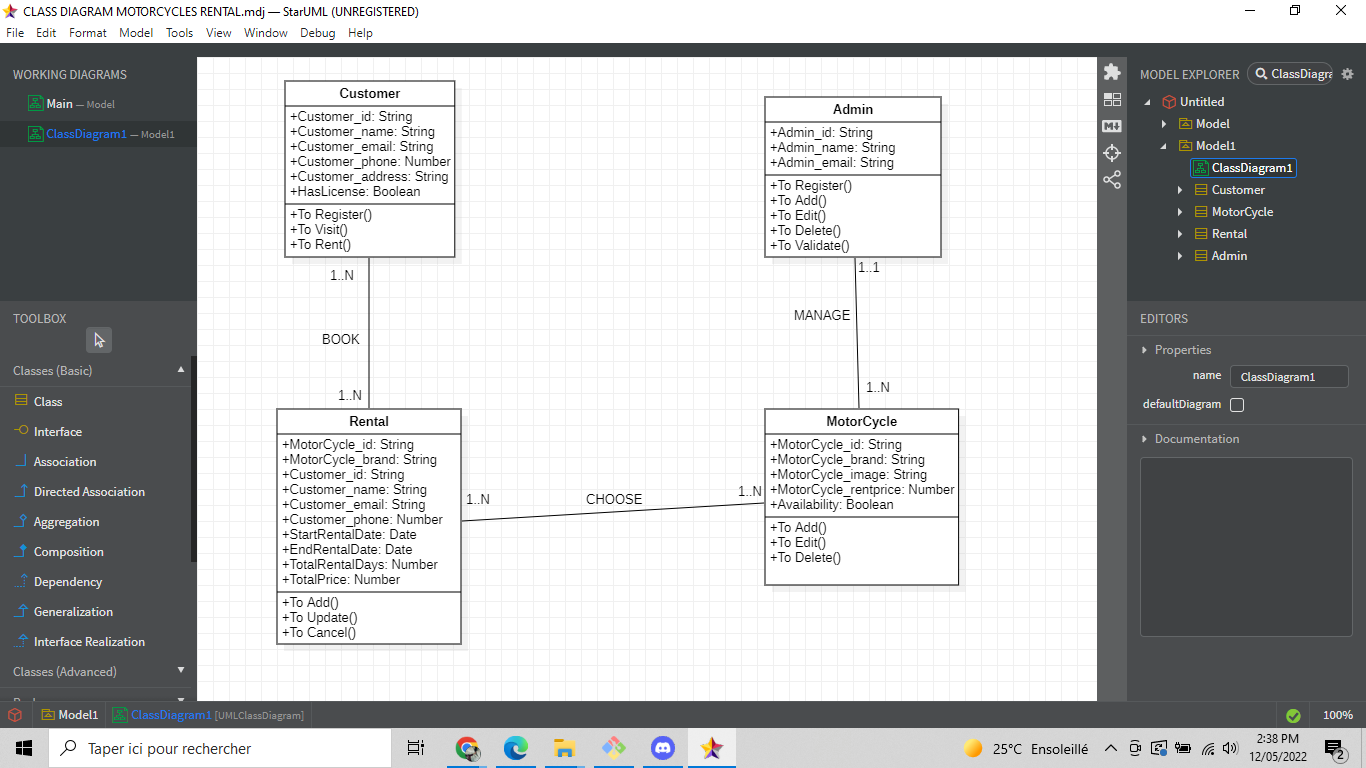 CLASS DIAGRAM MOTORCYCLES RENTAL.mdj — StarUML (UNREGISTERED)
File Edit Format Model Tools View Window Debug Help
WORKING DIAGRAMS
Main — Model
ClassDiagram1 — Model1
TOOLBOX
Classes (Basic)
Class
Interface
Association
Directed Association
Aggregation
Composition
Dependency
Generalization
Interface Realization
Classes (Advanced)
Customer
+Customer_id: String
+Customer_name: String
+Customer_email: String
+Customer_phone: Number
+Customer_address: String
+HasLicense: Boolean
+To Register()
+To Visit()
+To Rent()
1..N
BOOK
1..N
Rental
+MotorCycle_id: String
+MotorCycle_brand: String
+Customer_id: String
+Customer_name: String
+Customer_email: String
+Customer_phone: Number
+StartRentalDate: Date
+EndRentalDate: Date
+TotalRentalDays: Number
+TotalPrice: Number
+To Add()
+To Update()
+To Cancel()
1..N
CHOOSE
1..N
Admin
+Admin_id: String
+Admin_name: String
+Admin_email: String
+To Register()
+To Add()
+To Edit()
+To Delete()
+To Validate()
1..1
MANAGE
1..N
MotorCycle
+MotorCycle_id: String
+MotorCycle_brand: String
+MotorCycle_image: String
+MotorCycle_rentprice: Number
+Availability: Boolean
+To Add()
+To Edit()
+To Delete()
M
MODEL EXPLORER
ClassDiagra
Untitled
Model
Model1
ClassDiagram1
Customer
MotorCycle
Rental
Admin
EDITORS
Properties
name ClassDiagram1
defaultDiagram
Documentation
Model1 ClassDiagram1 [UMLClassDiagram]
100%
Taper ici pour rechercher
25°C Ensoleillé
2:38 PM
12/05/2022
2